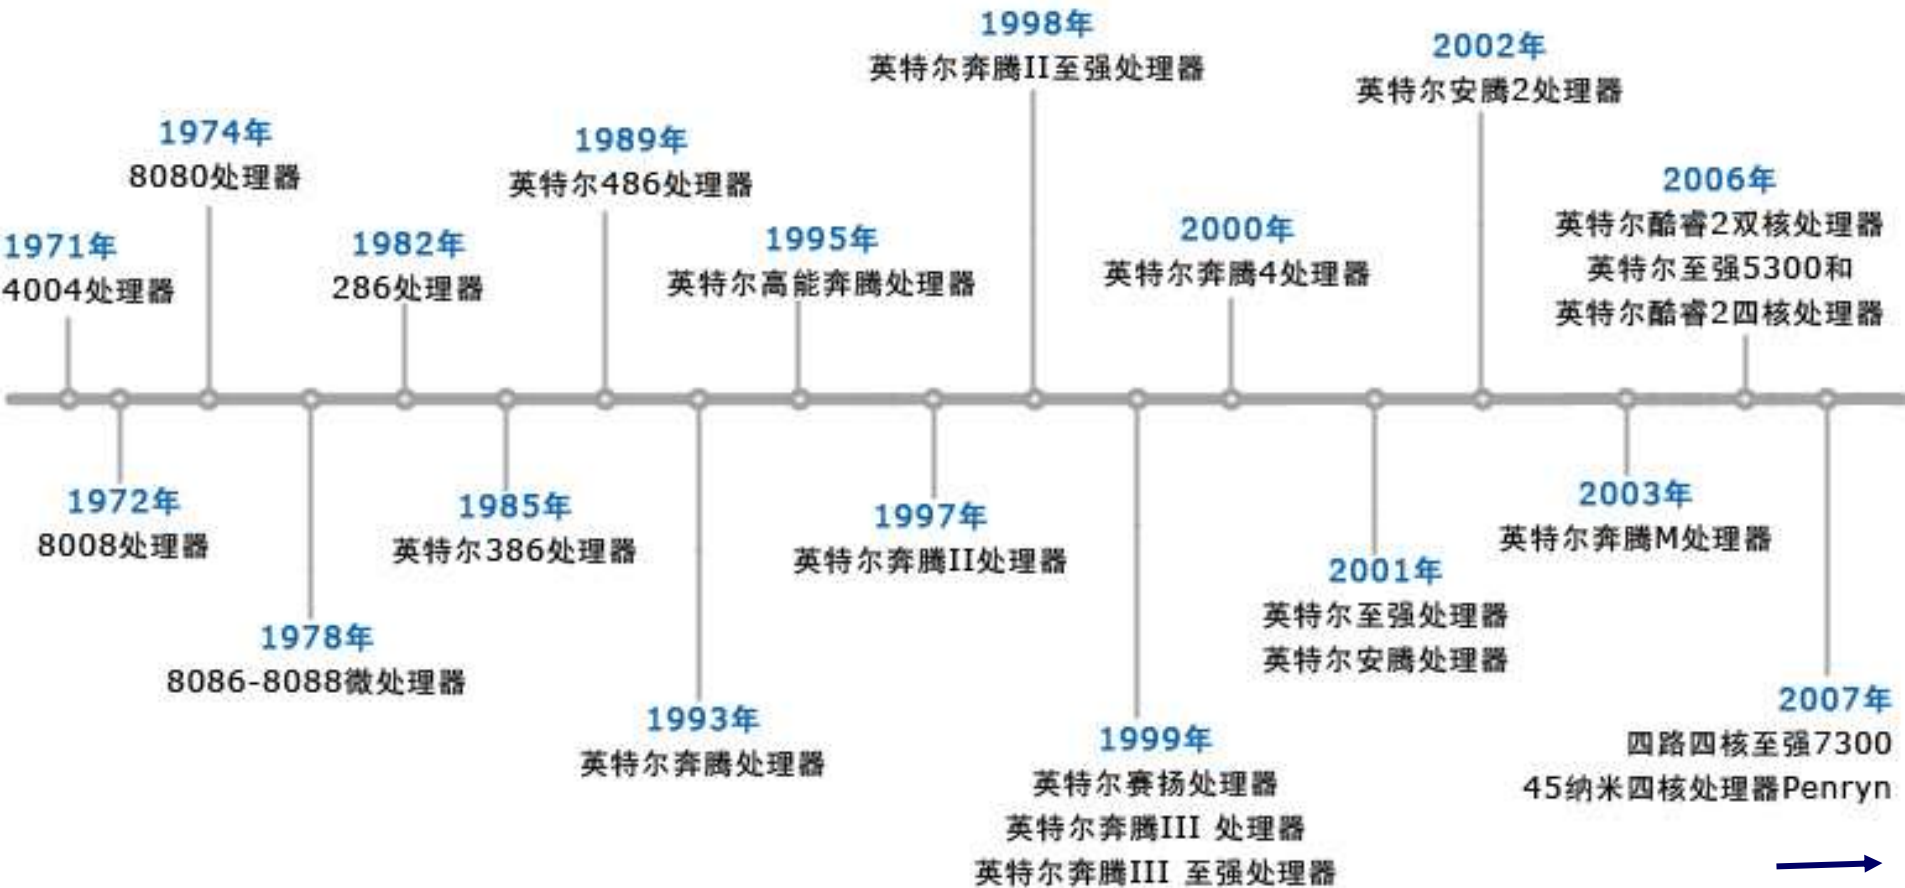 1971年
4004处理器
1972年
8008处理器
1974年
8080处理器
1978年
8086-8088微处理器
1982年
286处理器
1985年
英特尔386处理器
1989年
英特尔486处理器
1993年
英特尔奔腾处理器
1995年
英特尔高能奔腾处理器
1997年
英特尔奔腾II处理器
1998年
英特尔奔腾II至强处理器
1999年
英特尔赛扬处理器
英特尔奔腾III 处理器
英特尔奔腾III 至强处理器
2000年
英特尔奔腾4处理器
2001年
英特尔至强处理器
英特尔安腾处理器
2002年
英特尔安腾2处理器
2003年
英特尔奔腾M处理器
2006年
英特尔酷睿2双核处理器
英特尔至强5300和
英特尔酷睿2四核处理器
2007年
四路四核至强7300
45纳米四核处理器Penryn